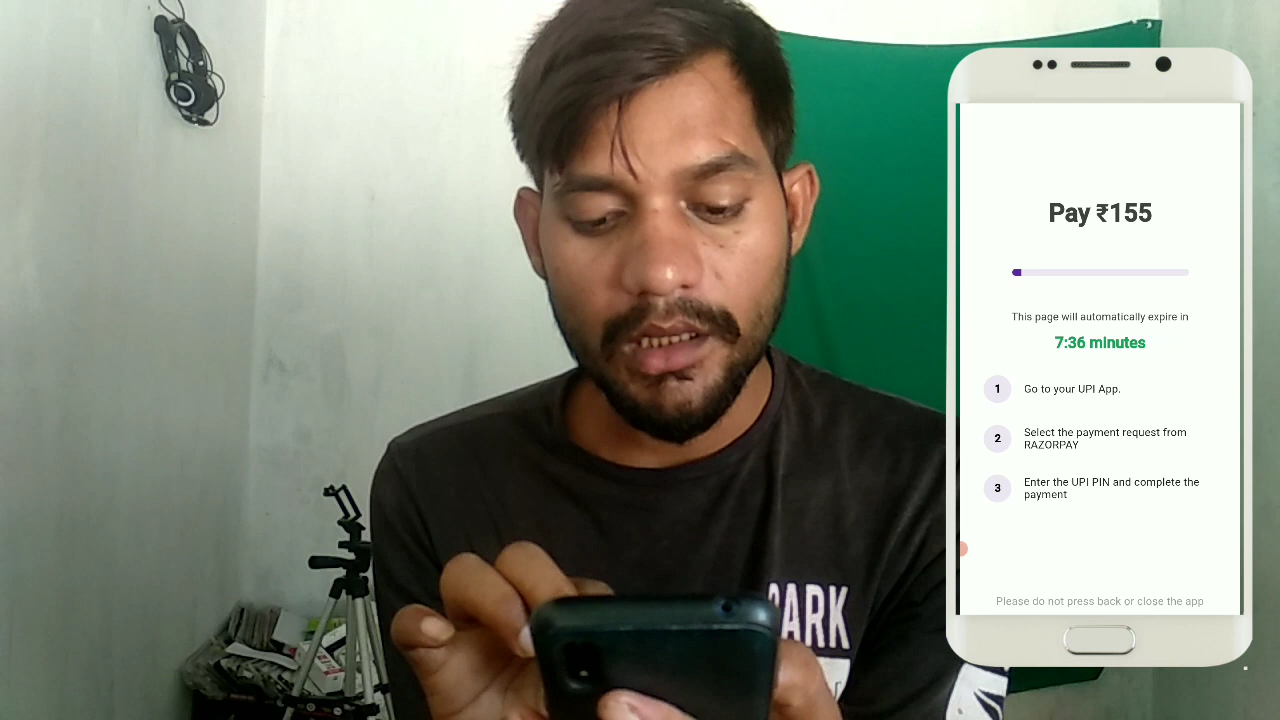 Pay ₹155
This page will automatically expire in
7:36 minutes
1 Go to your UPI App.
2 Select the payment request from
RAZORPAY
3 Enter the UPI PIN and complete the
payment
Please do not press back or close the app